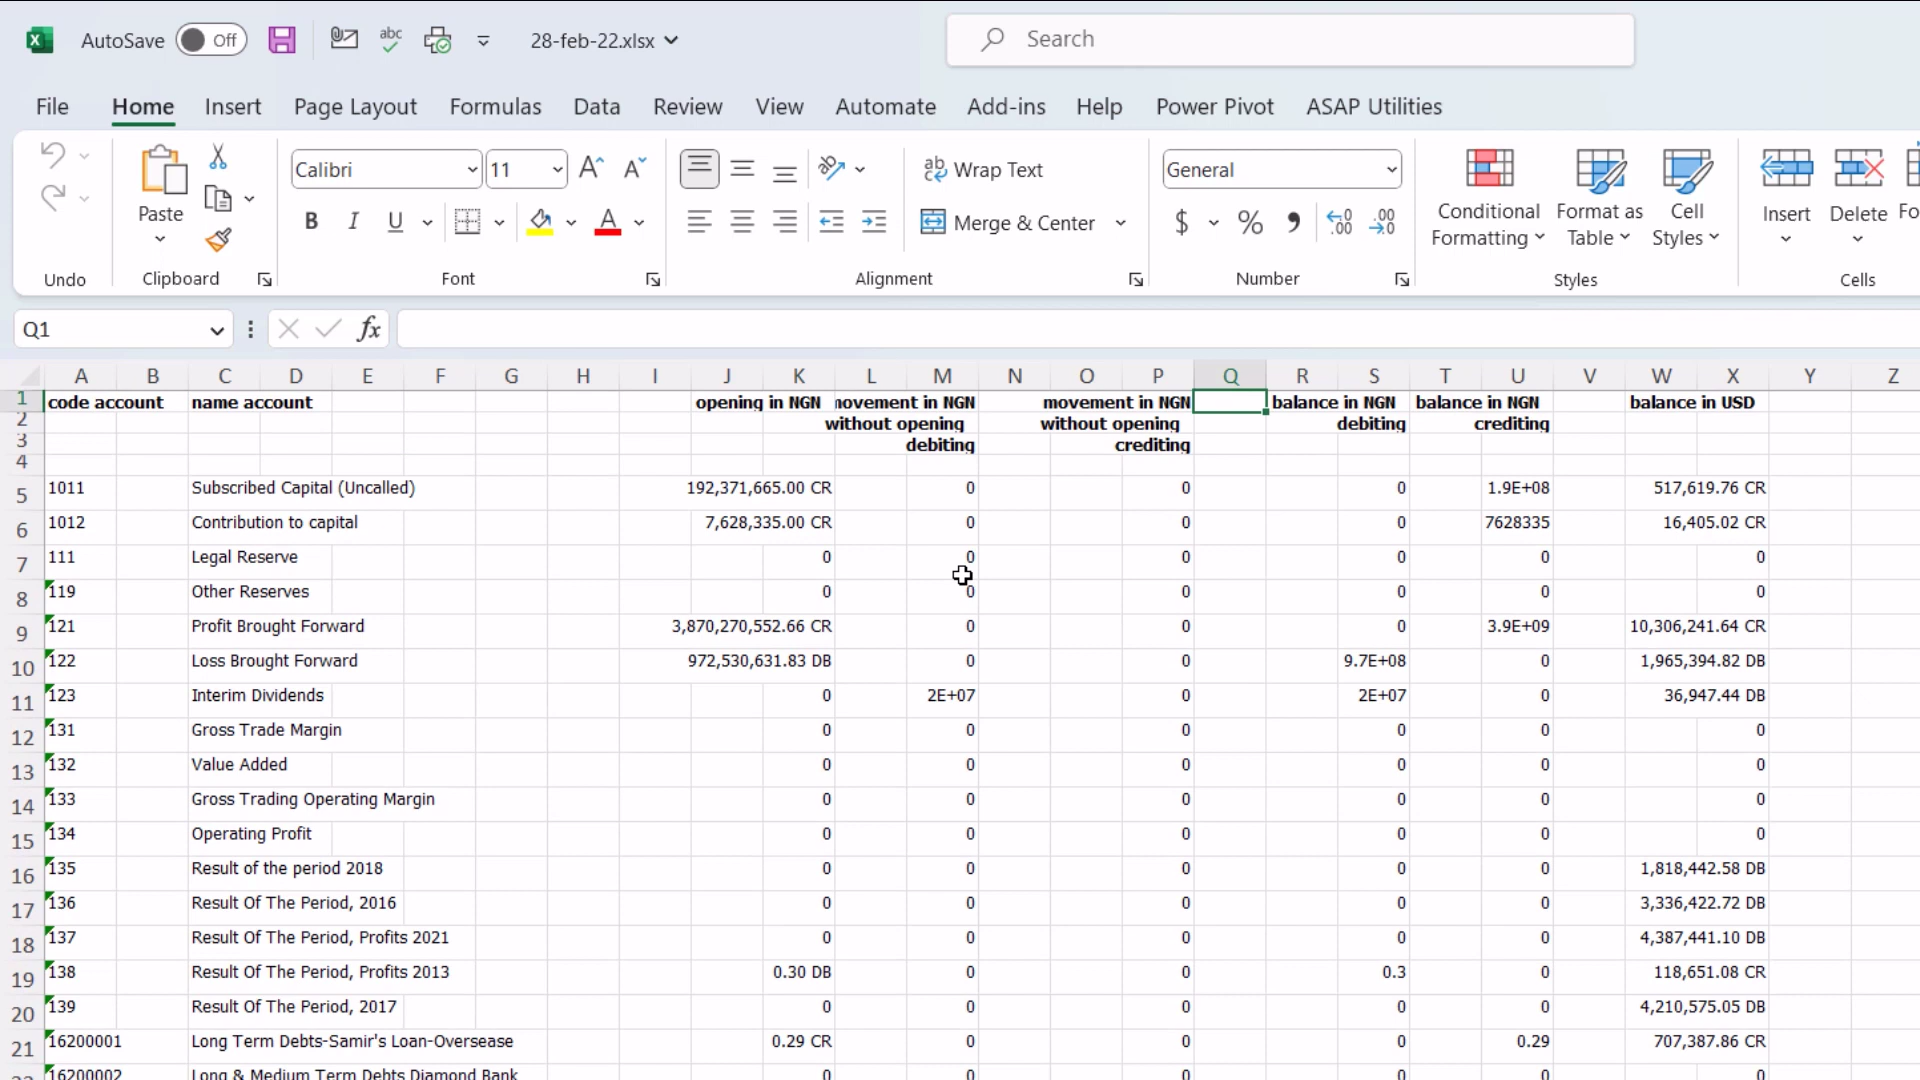 AutoSave Off abc 28-feb-22.xlsx Search
File Home Insert Page Layout Formulas Data Review View Automate Add-ins Help Power Pivot ASAP Utilities
Calibri 11 A A ab Wrap Text General
Paste B I U A Merge & Center $ % 9 Conditional Formatting Format as Table Cell Styles Insert Delete Fo
Undo Clipboard Font Alignment Number Styles Cells
Q1 fx
A B C D E F G H I J K L M N O P Q R S T U V W X Y Z
1 code account name account opening in NGN movement in NGN movement in NGN balance in NGN balance in NGN balance in USD
2 without opening without opening debiting crediting
3 debiting crediting
4
5 1011 Subscribed Capital (Uncalled) 192,371,665.00 CR 0 0 0 1.9E+08 517,619.76 CR
6 1012 Contribution to capital 7,628,335.00 CR 0 0 0 7628335 16,405.02 CR
7 111 Legal Reserve 0 0 0 0 0 0
8 119 Other Reserves 0 0 0 0 0 0
9 121 Profit Brought Forward 3,870,270,552.66 CR 0 0 0 3.9E+09 10,306,241.64 CR
10 122 Loss Brought Forward 972,530,631.83 DB 0 0 9.7E+08 0 1,965,394.82 DB
11 123 Interim Dividends 0 2E+07 0 2E+07 0 36,947.44 DB
12 131 Gross Trade Margin 0 0 0 0 0 0
13 132 Value Added 0 0 0 0 0 0
14 133 Gross Trading Operating Margin 0 0 0 0 0 0
15 134 Operating Profit 0 0 0 0 0 0
16 135 Result of the period 2018 0 0 0 0 0 1,818,442.58 DB
17 136 Result Of The Period, 2016 0 0 0 0 0 3,336,422.72 DB
18 137 Result Of The Period, Profits 2021 0 0 0 0 0 4,387,441.10 DB
19 138 Result Of The Period, Profits 2013 0.30 DB 0 0 0.3 0 118,651.08 CR
20 139 Result Of The Period, 2017 0 0 0 0 0 4,210,575.05 DB
21 16200001 Long Term Debts-Samir's Loan-Oversease 0.29 CR 0 0 0 0.29 707,387.86 CR
16200002 Long & Medium Term Debts Diamond Bank 0 0 0 0 0 0